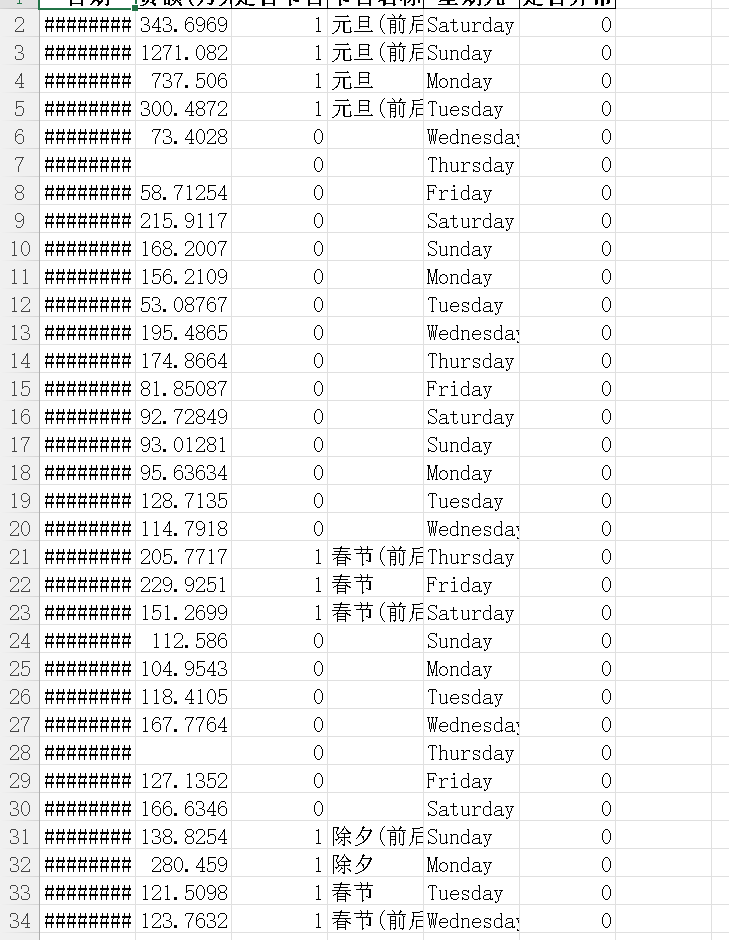 2 ######## 343.6969 1 元旦(前后 Saturday 0
3 ######## 1271.082 1 元旦(前后 Sunday 0
4 ######## 737.506 1 元旦 Monday 0
5 ######## 300.4872 1 元旦(前后 Tuesday 0
6 ######## 73.4028 0 Wednesday 0
7 ######## 0 Thursday 0
8 ######## 58.71254 0 Friday 0
9 ######## 215.9117 0 Saturday 0
10 ######## 168.2007 0 Sunday 0
11 ######## 156.2109 0 Monday 0
12 ######## 53.08767 0 Tuesday 0
13 ######## 195.4865 0 Wednesday 0
14 ######## 174.8664 0 Thursday 0
15 ######## 81.85087 0 Friday 0
16 ######## 92.72849 0 Saturday 0
17 ######## 93.01281 0 Sunday 0
18 ######## 95.63634 0 Monday 0
19 ######## 128.7135 0 Tuesday 0
20 ######## 114.7918 0 Wednesday 0
21 ######## 205.7717 1 春节(前后 Thursday 0
22 ######## 229.9251 1 春节 Friday 0
23 ######## 151.2699 1 春节(前后 Saturday 0
24 ######## 112.586 0 Sunday 0
25 ######## 104.9543 0 Monday 0
26 ######## 118.4105 0 Tuesday 0
27 ######## 167.7764 0 Wednesday 0
28 ######## 0 Thursday 0
29 ######## 127.1352 0 Friday 0
30 ######## 166.6346 0 Saturday 0
31 ######## 138.8254 1 除夕(前后 Sunday 0
32 ######## 280.459 1 除夕 Monday 0
33 ######## 121.5098 1 春节 Tuesday 0
34 ######## 123.7632 1 春节(前后 Wednesday 0